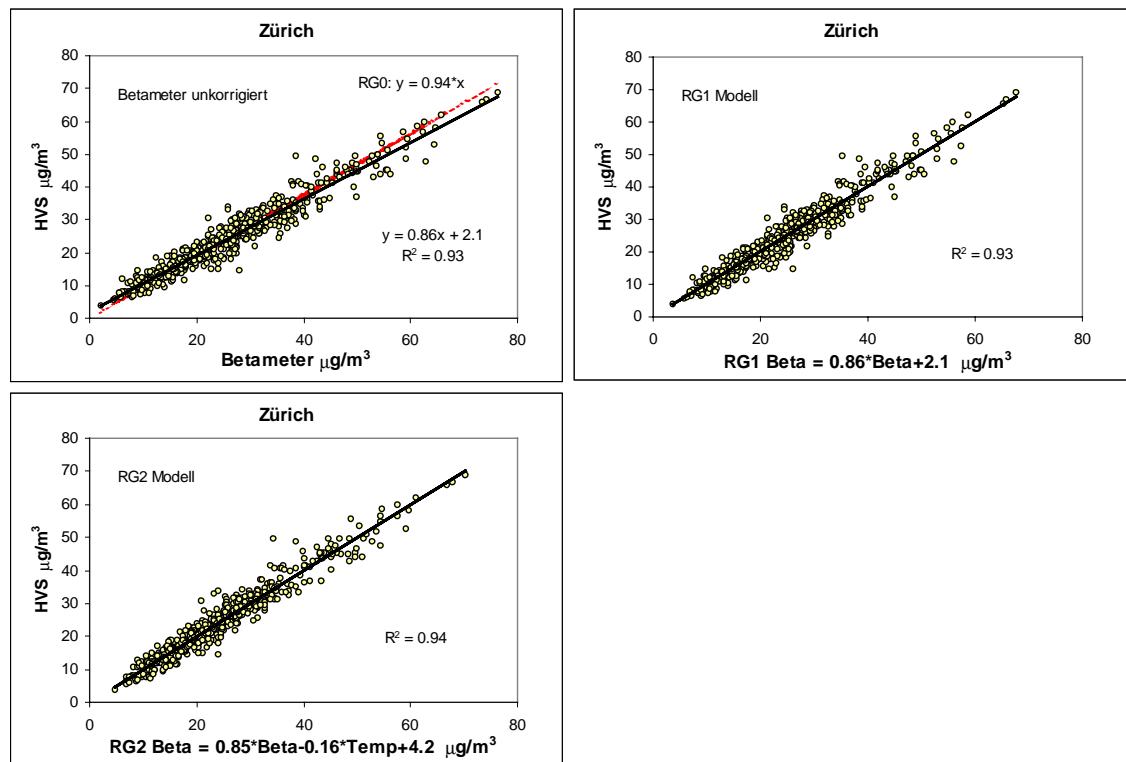 Zürich
80
70
60
50
40
30
20
10
0
HVS µg/m³
Betameter unkorrigiert
RG0: y = 0.94*x
y = 0.86x + 2.1
R² = 0.93
0 20 40 60 80
Betameter µg/m³
Zürich
80
70
60
50
40
30
20
10
0
HVS µg/m³
RG1 Modell
R² = 0.93
0 20 40 60 80
RG1 Beta = 0.86*Beta+2.1 µg/m³
Zürich
80
70
60
50
40
30
20
10
0
HVS µg/m³
RG2 Modell
R² = 0.94
0 20 40 60 80
RG2 Beta = 0.85*Beta-0.16*Temp+4.2 µg/m³